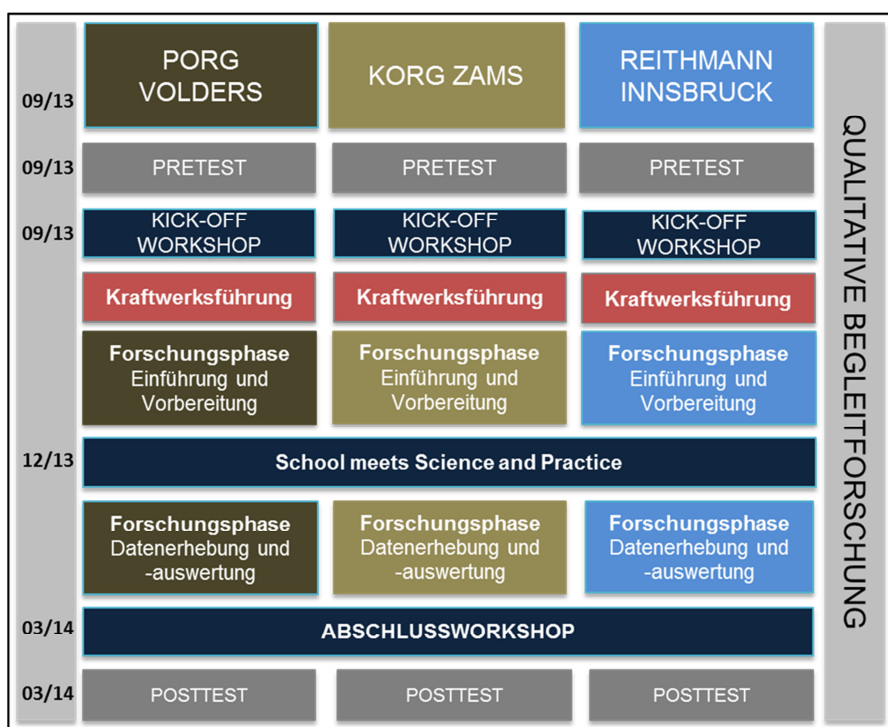 PORG
VOLDERS
KORG ZAMS
REITHMANN
INNSBRUCK
09/13
09/13
PRETEST
PRETEST
PRETEST
09/13
KICK-OFF
WORKSHOP
KICK-OFF
WORKSHOP
KICK-OFF
WORKSHOP
Kraftwerksführung
Kraftwerksführung
Kraftwerksführung
Forschungsphase
Einführung und
Vorbereitung
Forschungsphase
Einführung und
Vorbereitung
Forschungsphase
Einführung und
Vorbereitung
12/13
School meets Science and Practice
Forschungsphase
Datenerhebung und
-auswertung
Forschungsphase
Datenerhebung und
-auswertung
Forschungsphase
Datenerhebung und
-auswertung
03/14
ABSCHLUSSWORKSHOP
03/14
POSTTEST
POSTTEST
POSTTEST
QUALITATIVE BEGLEITFORSCHUNG